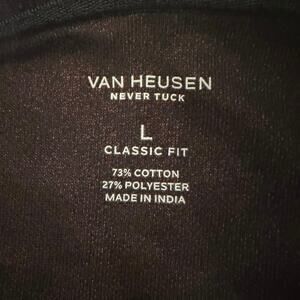 VAN HEUSEN
NEVER TUCK
L
CLASSIC FIT
73% COTTON
27% POLYESTER
MADE IN INDIA